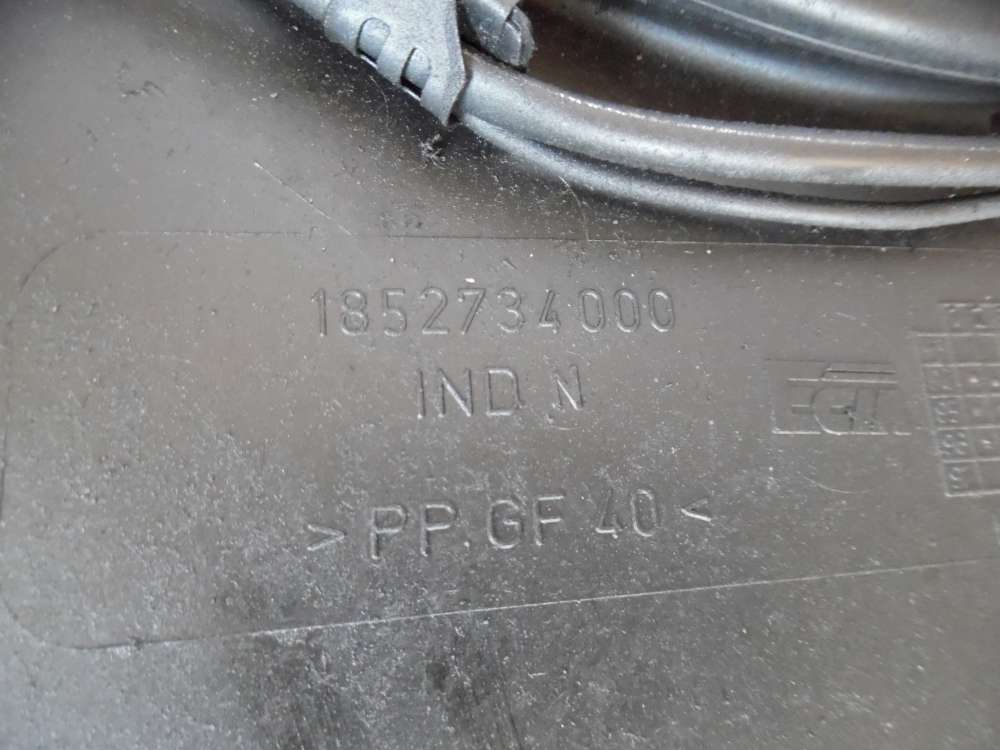 1852734000
IND N
> PP.GF 40 <